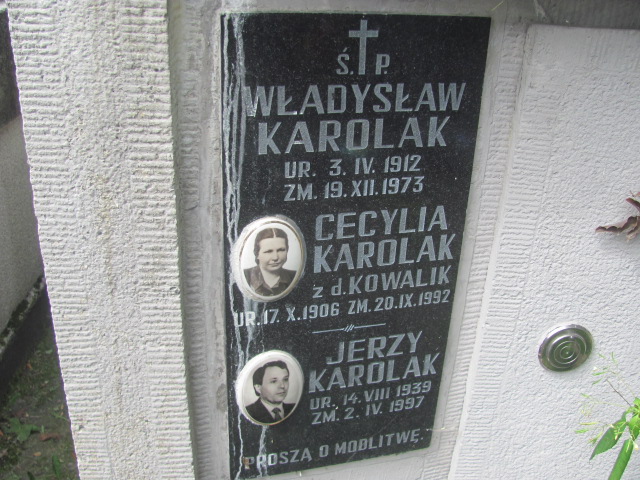 Ś. P.
WŁADYSŁAW
KAROLAK
UR. 3. IV. 1912
ZM. 19. XII. 1973
CECYLIA
KAROLAK
z d. KOWALIK
UR. 17. X. 1906 ZM. 20. IX. 1992
JERZY
KAROLAK
UR. 14. VIII 1939
ZM. 2. IV. 1997
PROSZĄ O MODLITWĘ.